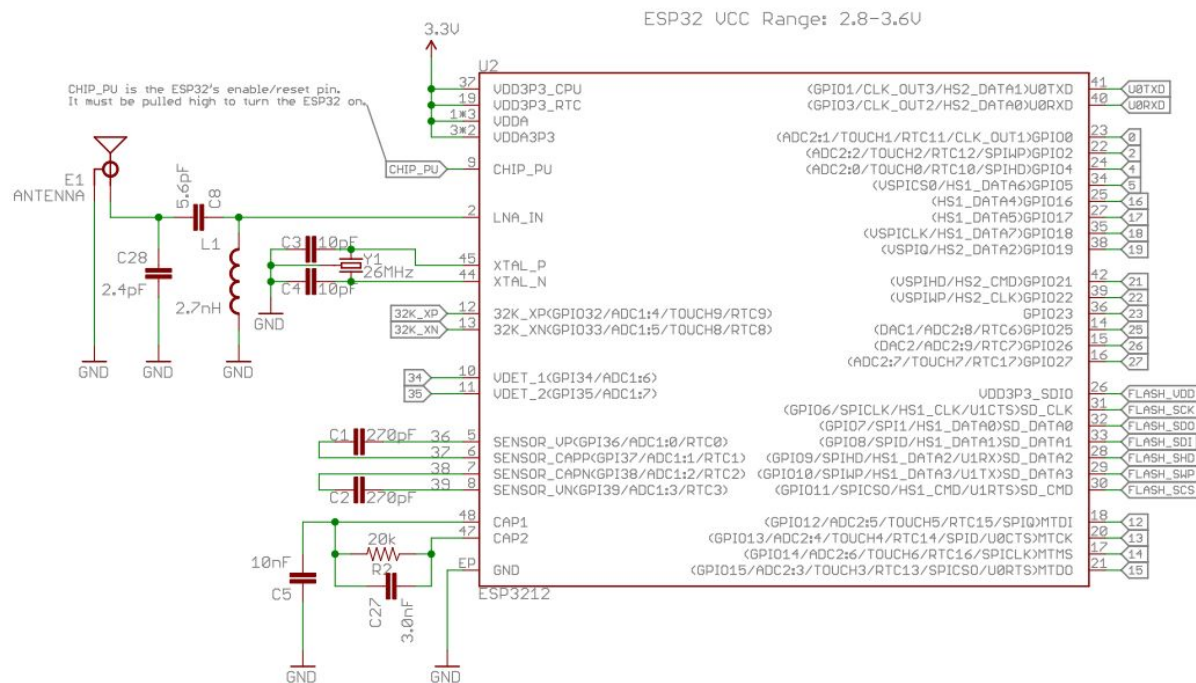 ESP32 VCC Range: 2.8-3.6V
3.3V
U2
CHIP_PU is the ESP32's enable/reset pin.
It must be pulled high to turn the ESP32 on.
37 VDD3P3_CPU
19 VDD3P3_RTC
1*3 VDDA
3*2 VDDA3P3
CHIP_PU 9 CHIP_PU
E1
ANTENNA
5.6pF
C8
2 LNA_IN
C28
2.4pF
L1
2.7nH
C3 10pF
Y1
26MHz
C4 10pF
45 XTAL_P
44 XTAL_N
GND
32K_XP 12 32K_XP(GPIO32/ADC1:4/TOUCH9/RTC9)
32K_XN 13 32K_XN(GPIO33/ADC1:5/TOUCH8/RTC8)
GND
GND
GND
34 10 VDET_1(GPI34/ADC1:6)
35 11 VDET_2(GPI35/ADC1:7)
C1 270pF 36 5 SENSOR_VP(GPI36/ADC1:0/RTC0)
37 6 SENSOR_CAPP(GPI37/ADC1:1/RTC1)
38 7 SENSOR_CAPN(GPI38/ADC1:2/RTC2)
C2 270pF 39 8 SENSOR_VN(GPI39/ADC1:3/RTC3)
48 CAP1
47 CAP2
20k
R2
10nF
C5
C27
3.0nF
EP GND
ESP3212
GND
GND
(GPIO1/CLK_OUT3/HS2_DATA1)U0TXD 41 U0TXD
(GPIO3/CLK_OUT2/HS2_DATA0)U0RXD 40 U0RXD
(ADC2:1/TOUCH1/RTC11/CLK_OUT1)GPIO0 23 0
(ADC2:2/TOUCH2/RTC12/SPIWP)GPIO2 22 2
(ADC2:0/TOUCH0/RTC10/SPIHD)GPIO4 24 4
(VSPICS0/HS1_DATA6)GPIO5 34 5
(HS1_DATA4)GPIO16 25 16
(HS1_DATA5)GPIO17 27 17
(VSPICLK/HS1_DATA7)GPIO18 35 18
(VSPIQ/HS2_DATA2)GPIO19 38 19
(VSPIHD/HS2_CMD)GPIO21 42 21
(VSPIWP/HS2_CLK)GPIO22 39 22
GPIO23 36 23
(DAC1/ADC2:8/RTC6)GPIO25 14 25
(DAC2/ADC2:9/RTC7)GPIO26 15 26
(ADC2:7/TOUCH7/RTC17)GPIO27 16 27
VDD3P3_SDIO 26 FLASH_VDD
(GPIO6/SPICLK/HS1_CLK/U1CTS)SD_CLK 31 FLASH_SCK
(GPIO7/SPI1/HS1_DATA0)SD_DATA0 32 FLASH_SDO
(GPIO8/SPID/HS1_DATA1)SD_DATA1 33 FLASH_SDI
(GPIO9/SPIHD/HS1_DATA2/U1RX)SD_DATA2 28 FLASH_SHD
(GPIO10/SPIWP/HS1_DATA3/U1TX)SD_DATA3 29 FLASH_SWP
(GPIO11/SPICSO/HS1_CMD/U1RTS)SD_CMD 30 FLASH_SCS
(GPIO12/ADC2:5/TOUCH5/RTC15/SPIQ)MTDI 18 12
(GPIO13/ADC2:4/TOUCH4/RTC14/SPID/U0CTS)MTCK 20 13
(GPIO14/ADC2:6/TOUCH6/RTC16/SPICLK)MTMS 17 14
(GPIO15/ADC2:3/TOUCH3/RTC13/SPICSO/U0RTS)MTDO 21 15